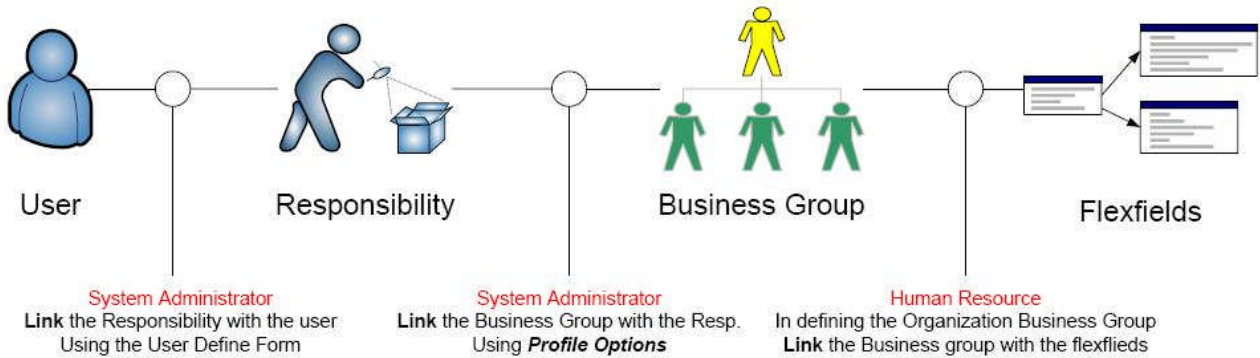 User
Responsibility
Business Group
Flexfields
System Administrator
Link the Responsibility with the user
Using the User Define Form
System Administrator
Link the Business Group with the Resp.
Using Profile Options
Human Resource
In defining the Organization Business Group
Link the Business group with the flexflieds